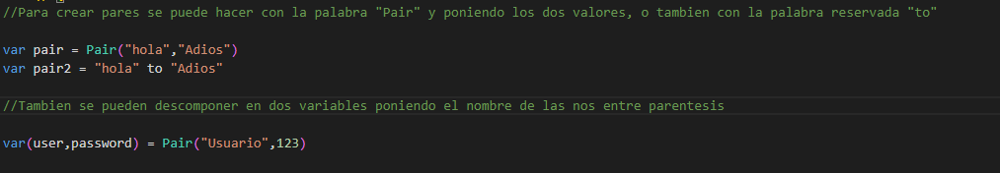 //Para crear pares se puede hacer con la palabra "Pair" y poniendo los dos valores, o tambien con la palabra reservada "to"
var pair = Pair("hola","Adios")
var pair2 = "hola" to "Adios"
//Tambien se pueden descomponer en dos variables poniendo el nombre de las nos entre parentesis
var(user,password) = Pair("Usuario",123)